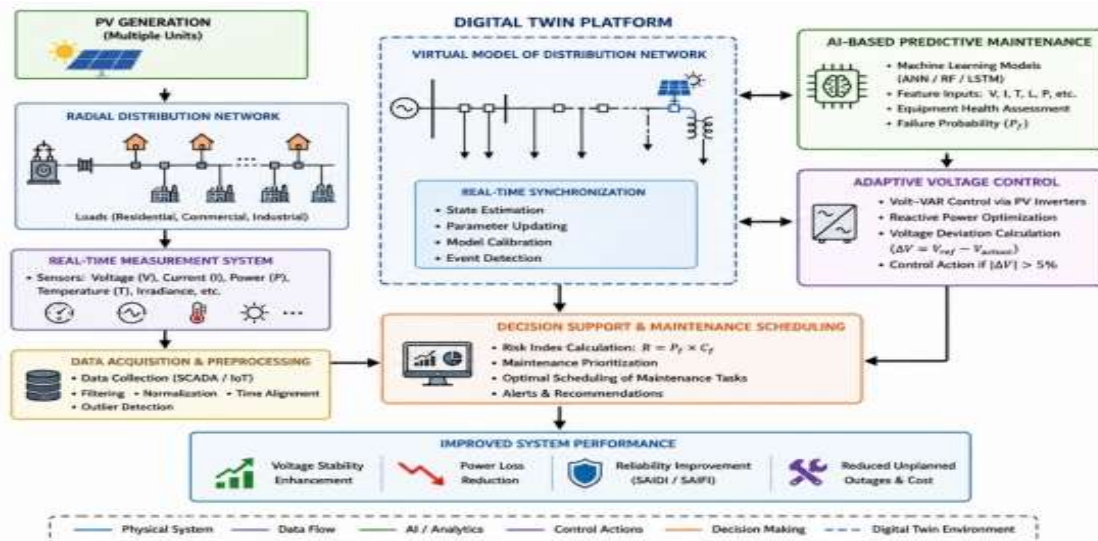 PV GENERATION
(Multiple Units)
RADIAL DISTRIBUTION NETWORK
Loads (Residential, Commercial, Industrial)
REAL-TIME MEASUREMENT SYSTEM
• Sensors: Voltage (V), Current (I), Power (P),
Temperature (T), Irradiance, etc.
DATA ACQUISITION & PREPROCESSING
• Data Collection (SCADA / IoT)
• Filtering • Normalization • Time Alignment
• Outlier Detection
DIGITAL TWIN PLATFORM
VIRTUAL MODEL OF DISTRIBUTION NETWORK
REAL-TIME SYNCHRONIZATION
• State Estimation
• Parameter Updating
• Model Calibration
• Event Detection
AI-BASED PREDICTIVE MAINTENANCE
• Machine Learning Models
(ANN / RF / LSTM)
• Feature Inputs: V, I, T, L, P, etc.
• Equipment Health Assessment
• Failure Probability (P_f)
ADAPTIVE VOLTAGE CONTROL
• Volt–VAR Control via PV Inverters
• Reactive Power Optimization
• Voltage Deviation Calculation
(ΔV = V_ref − V_actual)
• Control Action if |ΔV| > 5%
DECISION SUPPORT & MAINTENANCE SCHEDULING
• Risk Index Calculation: R = P_f × C_f
• Maintenance Prioritization
• Optimal Scheduling of Maintenance Tasks
• Alerts & Recommendations
IMPROVED SYSTEM PERFORMANCE
Voltage Stability
Enhancement
Power Loss
Reduction
Reliability Improvement
(SAIDI / SAIFI)
Reduced Unplanned
Outages & Cost
Physical System
Data Flow
AI / Analytics
Control Actions
Decision Making
Digital Twin Environment